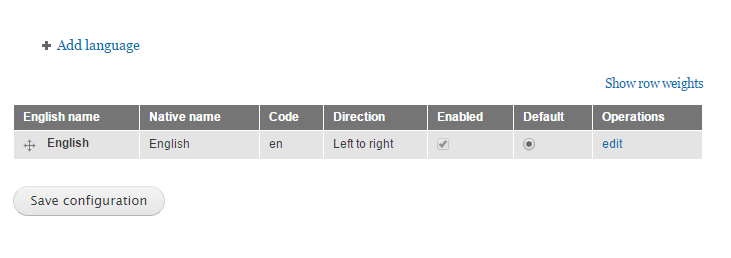 Add language
Show row weights
English name Native name Code Direction Enabled Default Operations
English English en Left to right edit
Save configuration